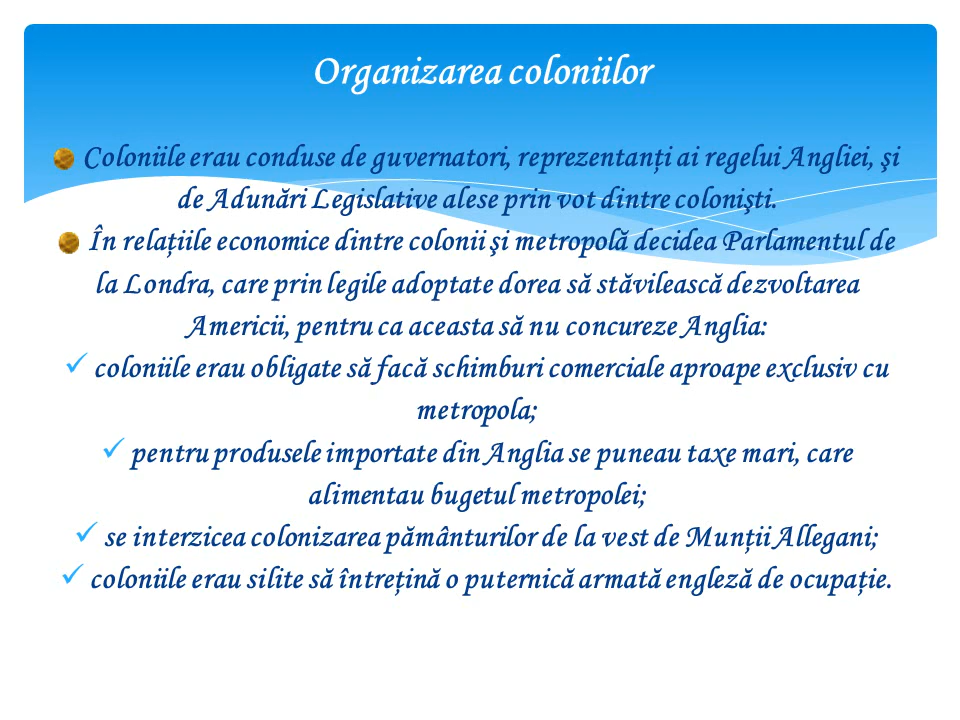 Organizarea coloniilor
Coloniile erau conduse de guvernatori, reprezentanți ai regelui Angliei, şi
de Adunări Legislative alese prin vot dintre colonişti.
În relațiile economice dintre colonii şi metropolă decidea Parlamentul de
la Londra, care prin legile adoptate dorea să stăvilească dezvoltarea
Americii, pentru ca aceasta să nu concureze Anglia:
✓ coloniile erau obligate să facă schimburi comerciale aproape exclusiv cu
metropola;
✓ pentru produsele importate din Anglia se puneau taxe mari, care
alimentau bugetul metropolei;
✓ se interzicea colonizarea pământurilor de la vest de Munții Allegani;
✓ coloniile erau silite să întrețină o puternică armată engleză de ocupație.